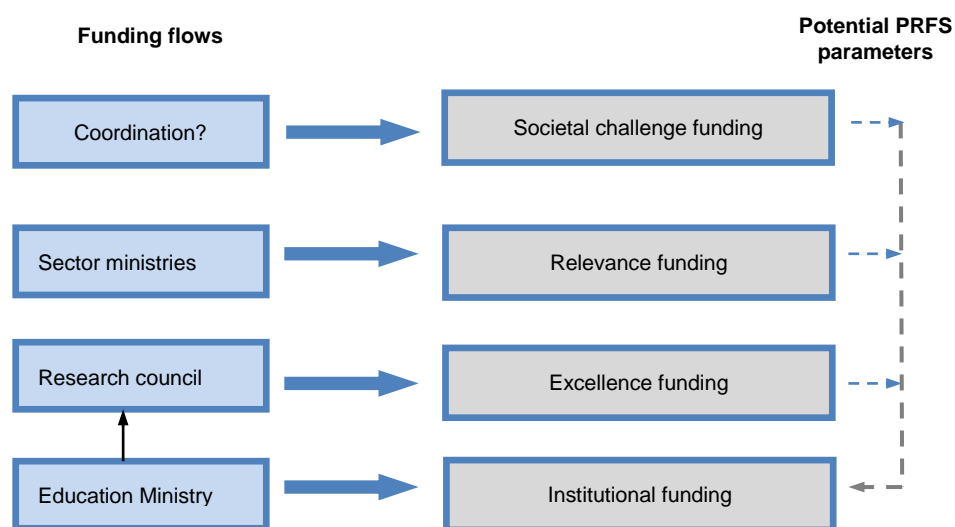 Funding flows
Potential PRFS
parameters
Coordination?
Societal challenge funding
Sector ministries
Relevance funding
Research council
Excellence funding
Education Ministry
Institutional funding